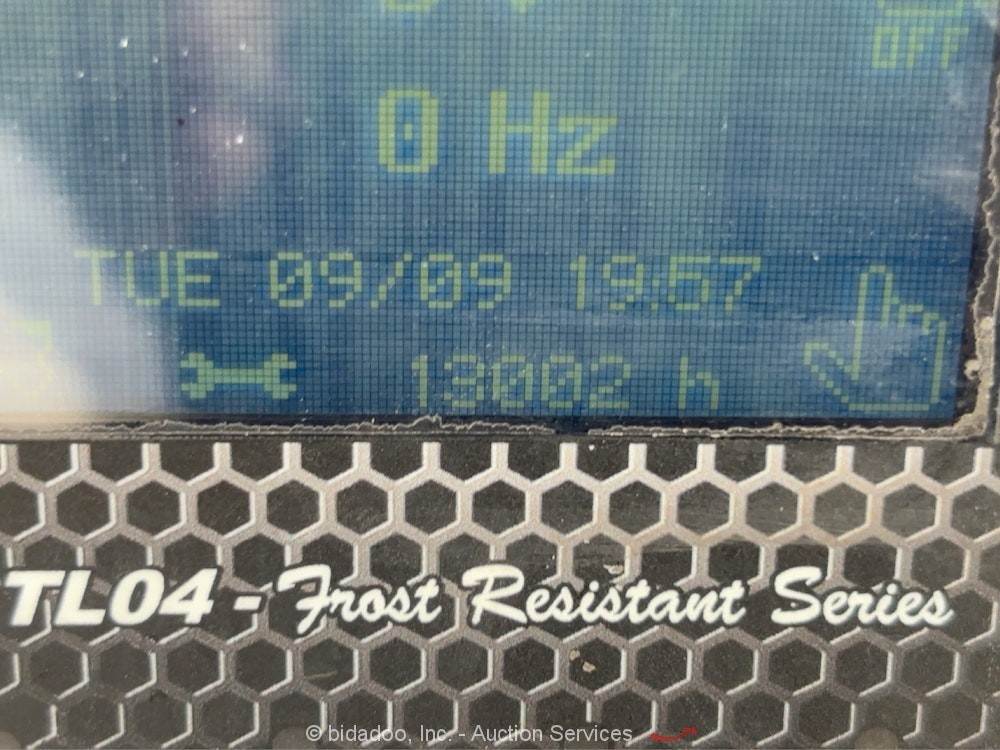 OFF
0 Hz
TUE 09/09 19:57
13002 h
TL04 - Frost Resistant Series
© bidadoo, Inc. - Auction Services